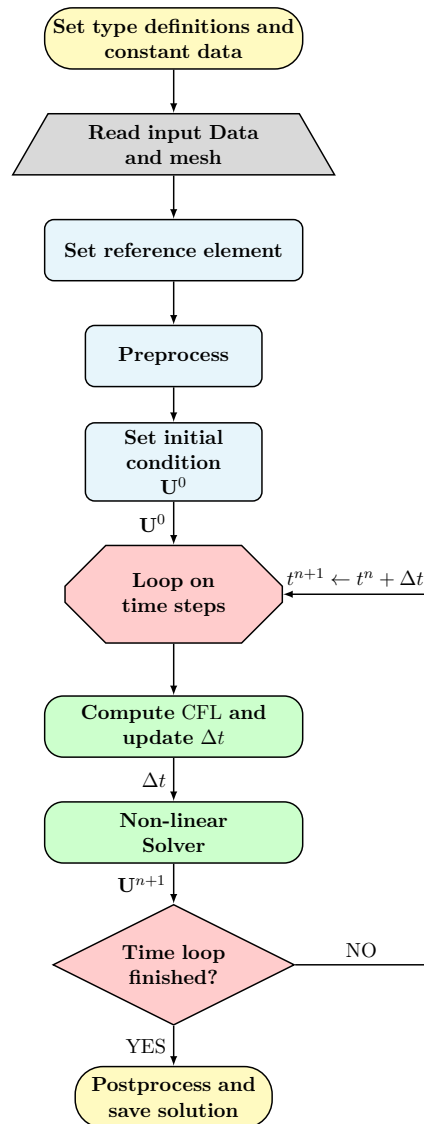 Set type definitions and
constant data
Read input Data
and mesh
Set reference element
Preprocess
Set initial
condition
U⁰
U⁰
Loop on
time steps
tⁿ⁺¹ ← tⁿ + Δt
Compute CFL and
update Δt
Δt
Non-linear
Solver
Uⁿ⁺¹
Time loop
finished?
NO
YES
Postprocess and
save solution